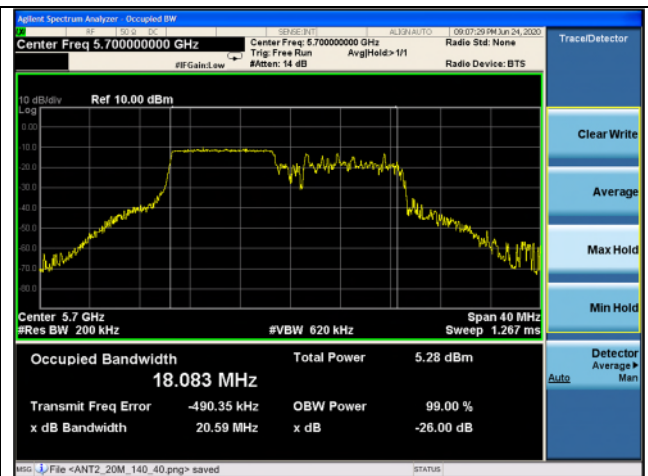 Agilent Spectrum Analyzer - Occupied BW
RF 50 Ω DC SENSE:INT ALIGN AUTO 09:07:29 PM Jun 24, 2020
Center Freq 5.700000000 GHz
Center Freq: 5.700000000 GHz
Radio Std: None
Trig: Free Run Avg|Hold:>1/1
#IFGain:Low #Atten: 14 dB Radio Device: BTS
Trace/Detector
10 dB/div Ref 10.00 dBm
Log
0.00
-10.0
-20.0
-30.0
-40.0
-50.0
-60.0
-70.0
-80.0
Center 5.7 GHz Span 40 MHz
#Res BW 200 kHz #VBW 620 kHz Sweep 1.267 ms
Occupied Bandwidth Total Power 5.28 dBm
18.083 MHz
Transmit Freq Error -490.35 kHz OBW Power 99.00 %
x dB Bandwidth 20.59 MHz x dB -26.00 dB
Clear Write
Average
Max Hold
Min Hold
Detector
Average
Auto Man
MSG File <ANT2_20M_140_40.png> saved STATUS